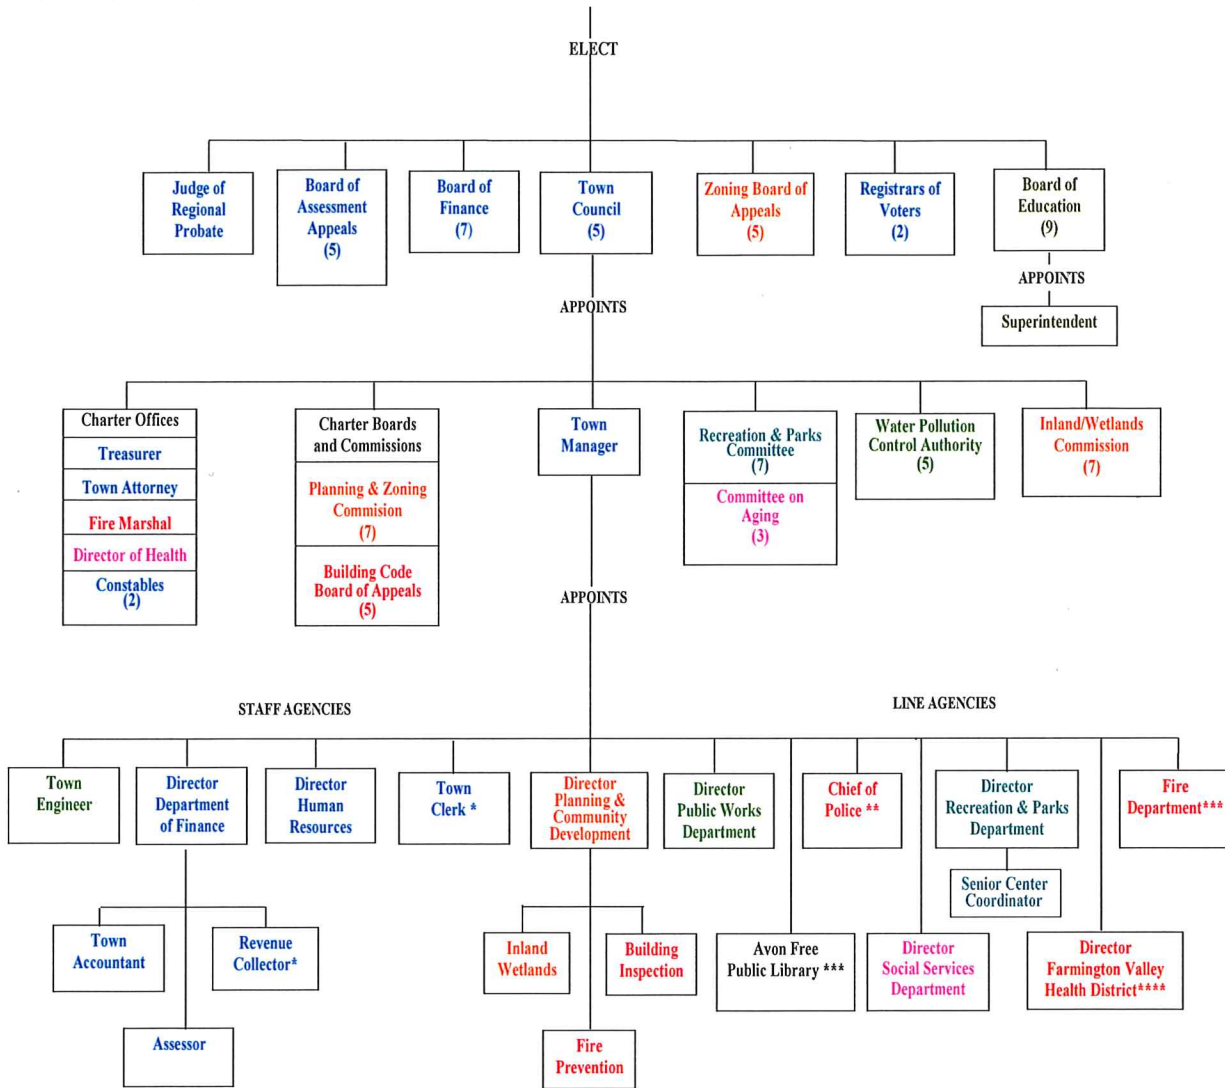 ELECT
Judge of
Regional
Probate
Board of
Assessment
Appeals
(5)
Board of
Finance
(7)
Town
Council
(5)
Zoning Board of
Appeals
(5)
Registrars of
Voters
(2)
Board of
Education
(9)
APPOINTS
Superintendent
APPOINTS
Charter Offices
Treasurer
Town Attorney
Fire Marshal
Director of Health
Constables
(2)
Charter Boards
and Commissions
Planning & Zoning
Commision
(7)
Building Code
Board of Appeals
(5)
Town
Manager
Recreation & Parks
Committee
(7)
Committee on
Aging
(3)
Water Pollution
Control Authority
(5)
Inland/Wetlands
Commission
(7)
APPOINTS
STAFF AGENCIES
LINE AGENCIES
Town
Engineer
Director
Department
of Finance
Director
Human
Resources
Town
Clerk *
Director
Planning &
Community
Development
Director
Public Works
Department
Chief of
Police **
Director
Recreation & Parks
Department
Fire
Department***
Senior Center
Coordinator
Town
Accountant
Revenue
Collector*
Assessor
Inland
Wetlands
Building
Inspection
Fire
Prevention
Avon Free
Public Library ***
Director
Social Services
Department
Director
Farmington Valley
Health District****